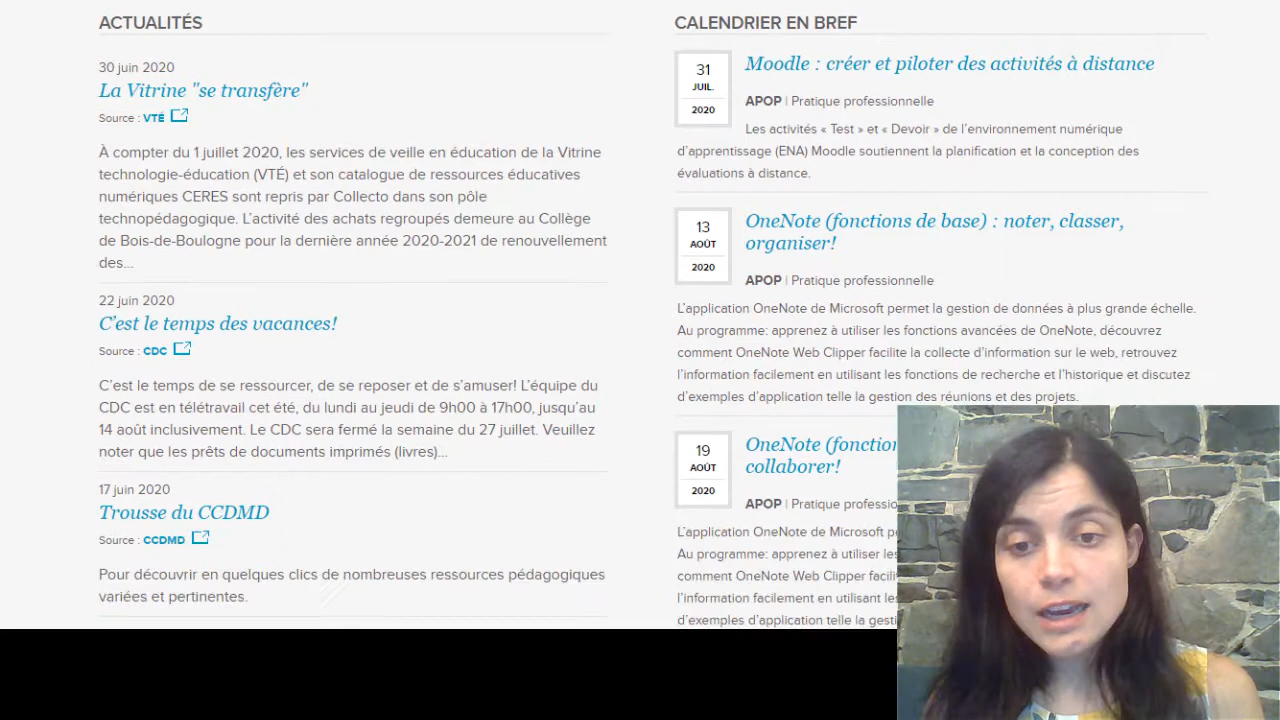 ACTUALITÉS
30 juin 2020
La Vitrine "se transfère"
Source : VTÉ
À compter du 1 juillet 2020, les services de veille en éducation de la Vitrine
technologie-éducation (VTÉ) et son catalogue de ressources éducatives
numériques CERES sont repris par Collecto dans son pôle
technopédagogique. L'activité des achats regroupés demeure au Collège
de Bois-de-Boulogne pour la dernière année 2020-2021 de renouvellement
des...
22 juin 2020
C'est le temps des vacances!
Source : CDC
C'est le temps de se ressourcer, de se reposer et de s'amuser! L'équipe du
CDC est en télétravail cet été, du lundi au jeudi de 9h00 à 17h00, jusqu'au
14 août inclusivement. Le CDC sera fermé la semaine du 27 juillet. Veuillez
noter que les prêts de documents imprimés (livres)...
17 juin 2020
Trousse du CCDMD
Source : CCDMD
Pour découvrir en quelques clics de nombreuses ressources pédagogiques
variées et pertinentes.
CALENDRIER EN BREF
31
JUIL.
2020
Moodle : créer et piloter des activités à distance
APOP | Pratique professionnelle
Les activités « Test » et « Devoir » de l'environnement numérique
d'apprentissage (ENA) Moodle soutiennent la planification et la conception des
évaluations à distance.
13
AOÛT
2020
OneNote (fonctions de base) : noter, classer,
organiser!
APOP | Pratique professionnelle
L'application OneNote de Microsoft permet la gestion de données à plus grande échelle.
Au programme: apprenez à utiliser les fonctions avancées de OneNote, découvrez
comment OneNote Web Clipper facilite la collecte d'information sur le web, retrouvez
l'information facilement en utilisant les fonctions de recherche et l'historique et discutez
d'exemples d'application telle la gestion des réunions et des projets.
19
AOÛT
2020
OneNote (fonction
collaborer!
APOP | Pratique professio
L'application OneNote de Microsoft p
Au programme: apprenez à utiliser les
comment OneNote Web Clipper facili
l'information facilement en utilisant les
d'exemples d'application telle la gesti